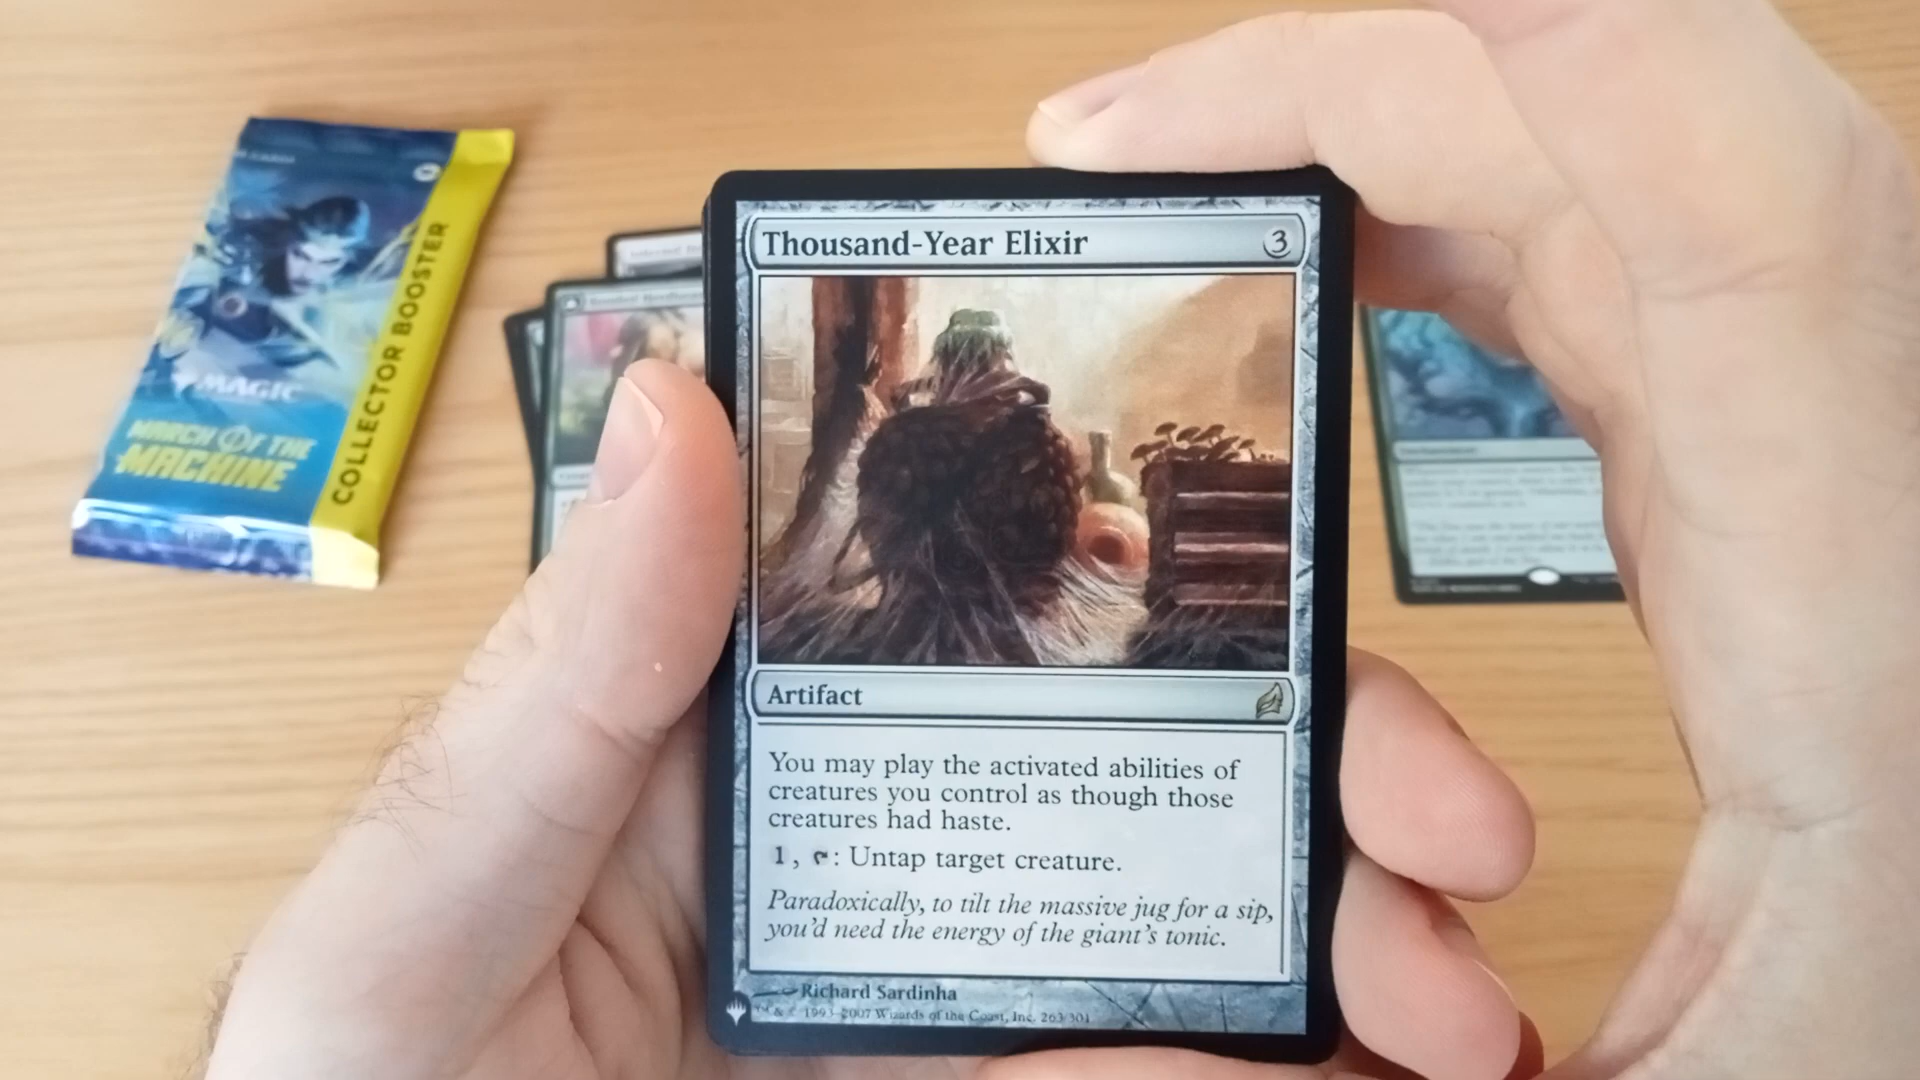 MAGIC
MARCH OF THE
MACHINE
COLLECTOR BOOSTER
Thousand-Year Elixir
3
Artifact
You may play the activated abilities of
creatures you control as though those
creatures had haste.
1, : Untap target creature.
Paradoxically, to tilt the massive jug for a sip,
you'd need the energy of the giant's tonic.
Richard Sardinha
™ & © 1993–2007 Wizards of the Coast, Inc. 263/301